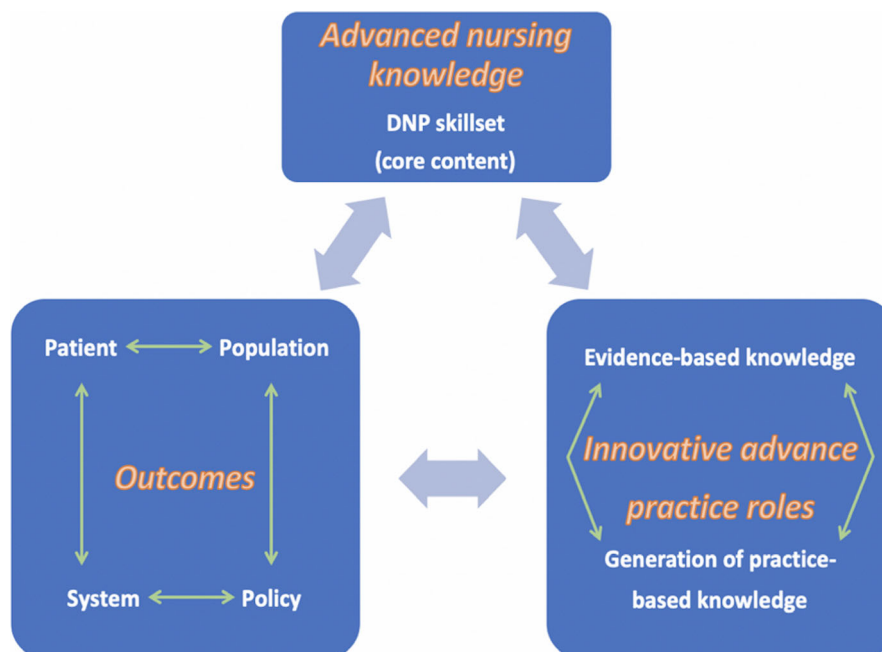 Advanced nursing
knowledge
DNP skillset
(core content)
Patient
Population
Outcomes
System
Policy
Evidence-based knowledge
Innovative advance
practice roles
Generation of practice-
based knowledge